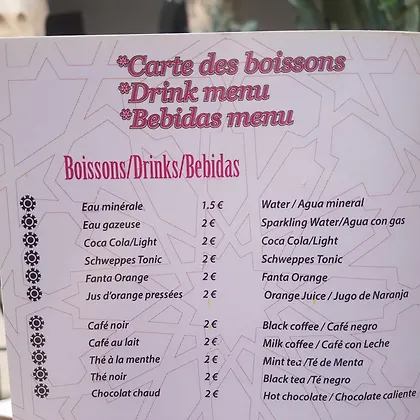 *Carte des boissons
*Drink menu
*Bebidas menu
Boissons/Drinks/Bebidas
Eau minérale 1.5 € Water / Agua mineral
Eau gazeuse 2 € Sparkling Water/Agua con gas
Coca Cola/Light 2 € Coca Cola/Light
Schweppes Tonic 2 € Schweppes Tonic
Fanta Orange 2 € Fanta Orange
Jus d'orange pressées 2 € Orange Juice / Jugo de Naranja
Café noir 2 € Black coffee / Café negro
Café au lait 2 € Milk coffee / Café con Leche
Thé à la menthe 2 € Mint tea /Té de Menta
Thé noir 2 € Black tea /Té negro
Chocolat chaud 2 € Hot chocolate / Chocolate caliente